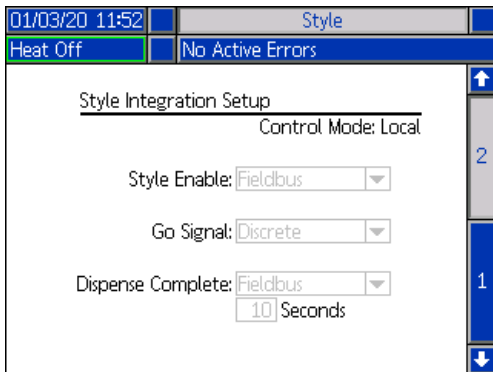 01/03/20 11:52 Style
Heat Off No Active Errors
Style Integration Setup
Control Mode: Local
2
Style Enable: Fieldbus
Go Signal: Discrete
Dispense Complete: Fieldbus
1
10 Seconds